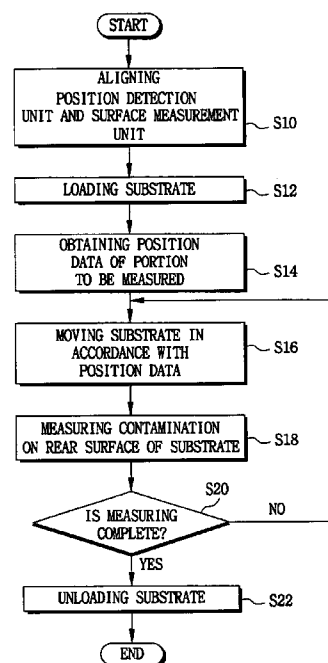 START
ALIGNING
POSITION DETECTION
UNIT AND SURFACE MEASUREMENT
UNIT
S10
LOADING SUBSTRATE
S12
OBTAINING POSITION
DATA OF PORTION
TO BE MEASURED
S14
MOVING SUBSTRATE IN
ACCORDANCE WITH
POSITION DATA
S16
MEASURING CONTAMINATION
ON REAR SURFACE OF SUBSTRATE
S18
S20
IS MEASURING
COMPLETE?
NO
YES
UNLOADING SUBSTRATE
S22
END